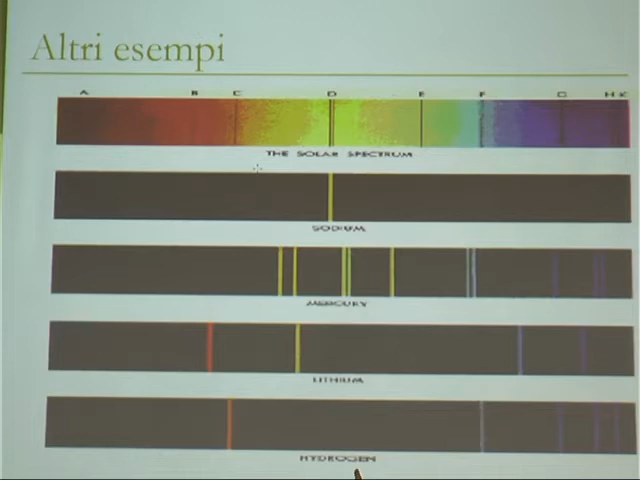 Altri esempi
A B C D E F G H K
THE SOLAR SPECTRUM
SODIUM
MERCURY
LITHIUM
HYDROGEN